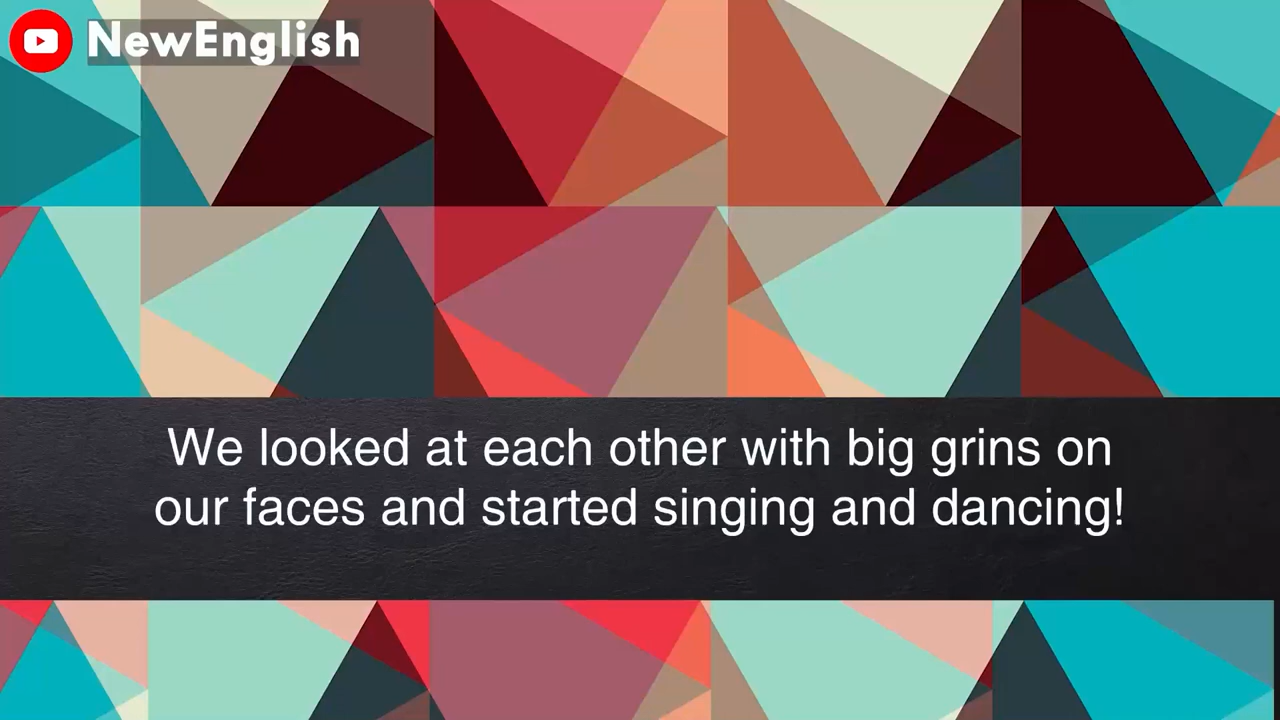 NewEnglish
We looked at each other with big grins on
our faces and started singing and dancing!